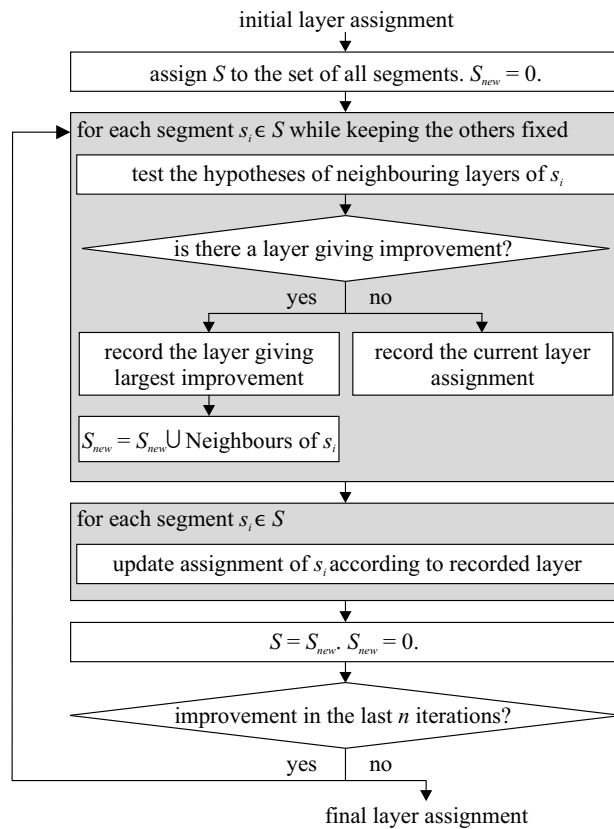 initial layer assignment
assign S to the set of all segments. S_new = 0.
for each segment s_i ϵ S while keeping the others fixed
test the hypotheses of neighbouring layers of s_i
is there a layer giving improvement?
yes no
record the layer giving
largest improvement
record the current layer
assignment
S_new = S_new ∪ Neighbours of s_i
for each segment s_i ϵ S
update assignment of s_i according to recorded layer
S = S_new. S_new = 0.
improvement in the last n iterations?
yes no
final layer assignment